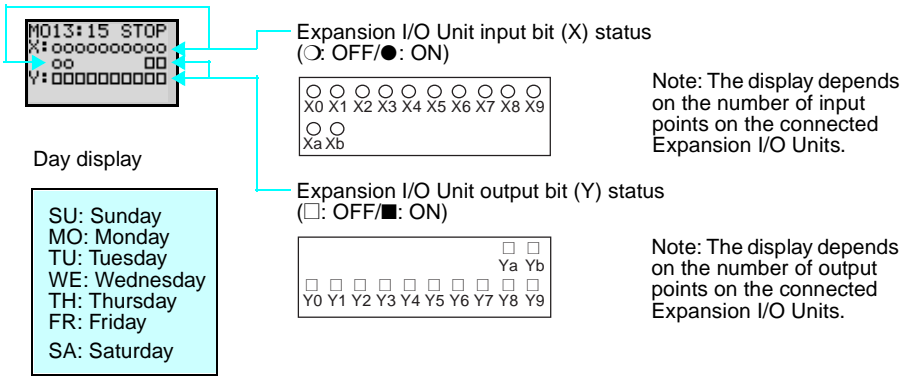 MO13:15 STOP
X:oooooooooo
oo □□
Y:□□□□□□□□□□
Expansion I/O Unit input bit (X) status
(○: OFF/●: ON)
X0 X1 X2 X3 X4 X5 X6 X7 X8 X9
Xa Xb
Note: The display depends
on the number of input
points on the connected
Expansion I/O Units.
Day display
SU: Sunday
MO: Monday
TU: Tuesday
WE: Wednesday
TH: Thursday
FR: Friday
SA: Saturday
Expansion I/O Unit output bit (Y) status
(□: OFF/■: ON)
Ya Yb
Y0 Y1 Y2 Y3 Y4 Y5 Y6 Y7 Y8 Y9
Note: The display depends
on the number of output
points on the connected
Expansion I/O Units.